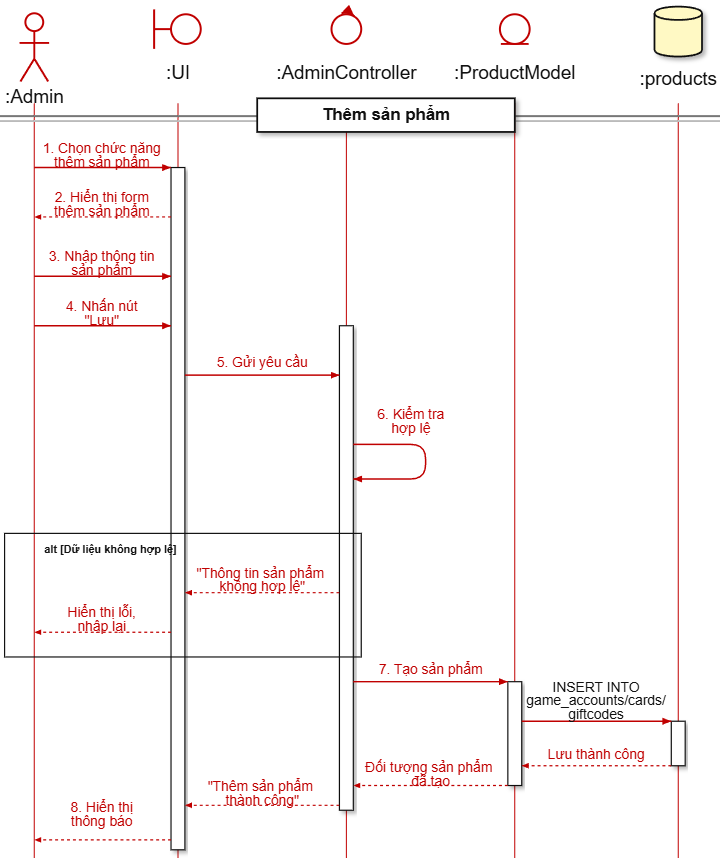 :Admin
:UI
:AdminController
:ProductModel
:products
Thêm sản phẩm
1. Chọn chức năng
thêm sản phẩm
2. Hiển thị form
thêm sản phẩm
3. Nhập thông tin
sản phẩm
4. Nhấn nút
"Lưu"
5. Gửi yêu cầu
6. Kiểm tra
hợp lệ
alt [Dữ liệu không hợp lệ]
"Thông tin sản phẩm
không hợp lệ"
Hiển thị lỗi,
nhập lại
7. Tạo sản phẩm
INSERT INTO
game_accounts/cards/
giftcodes
Lưu thành công
Đối tượng sản phẩm
đã tạo
"Thêm sản phẩm
thành công"
8. Hiển thị
thông báo